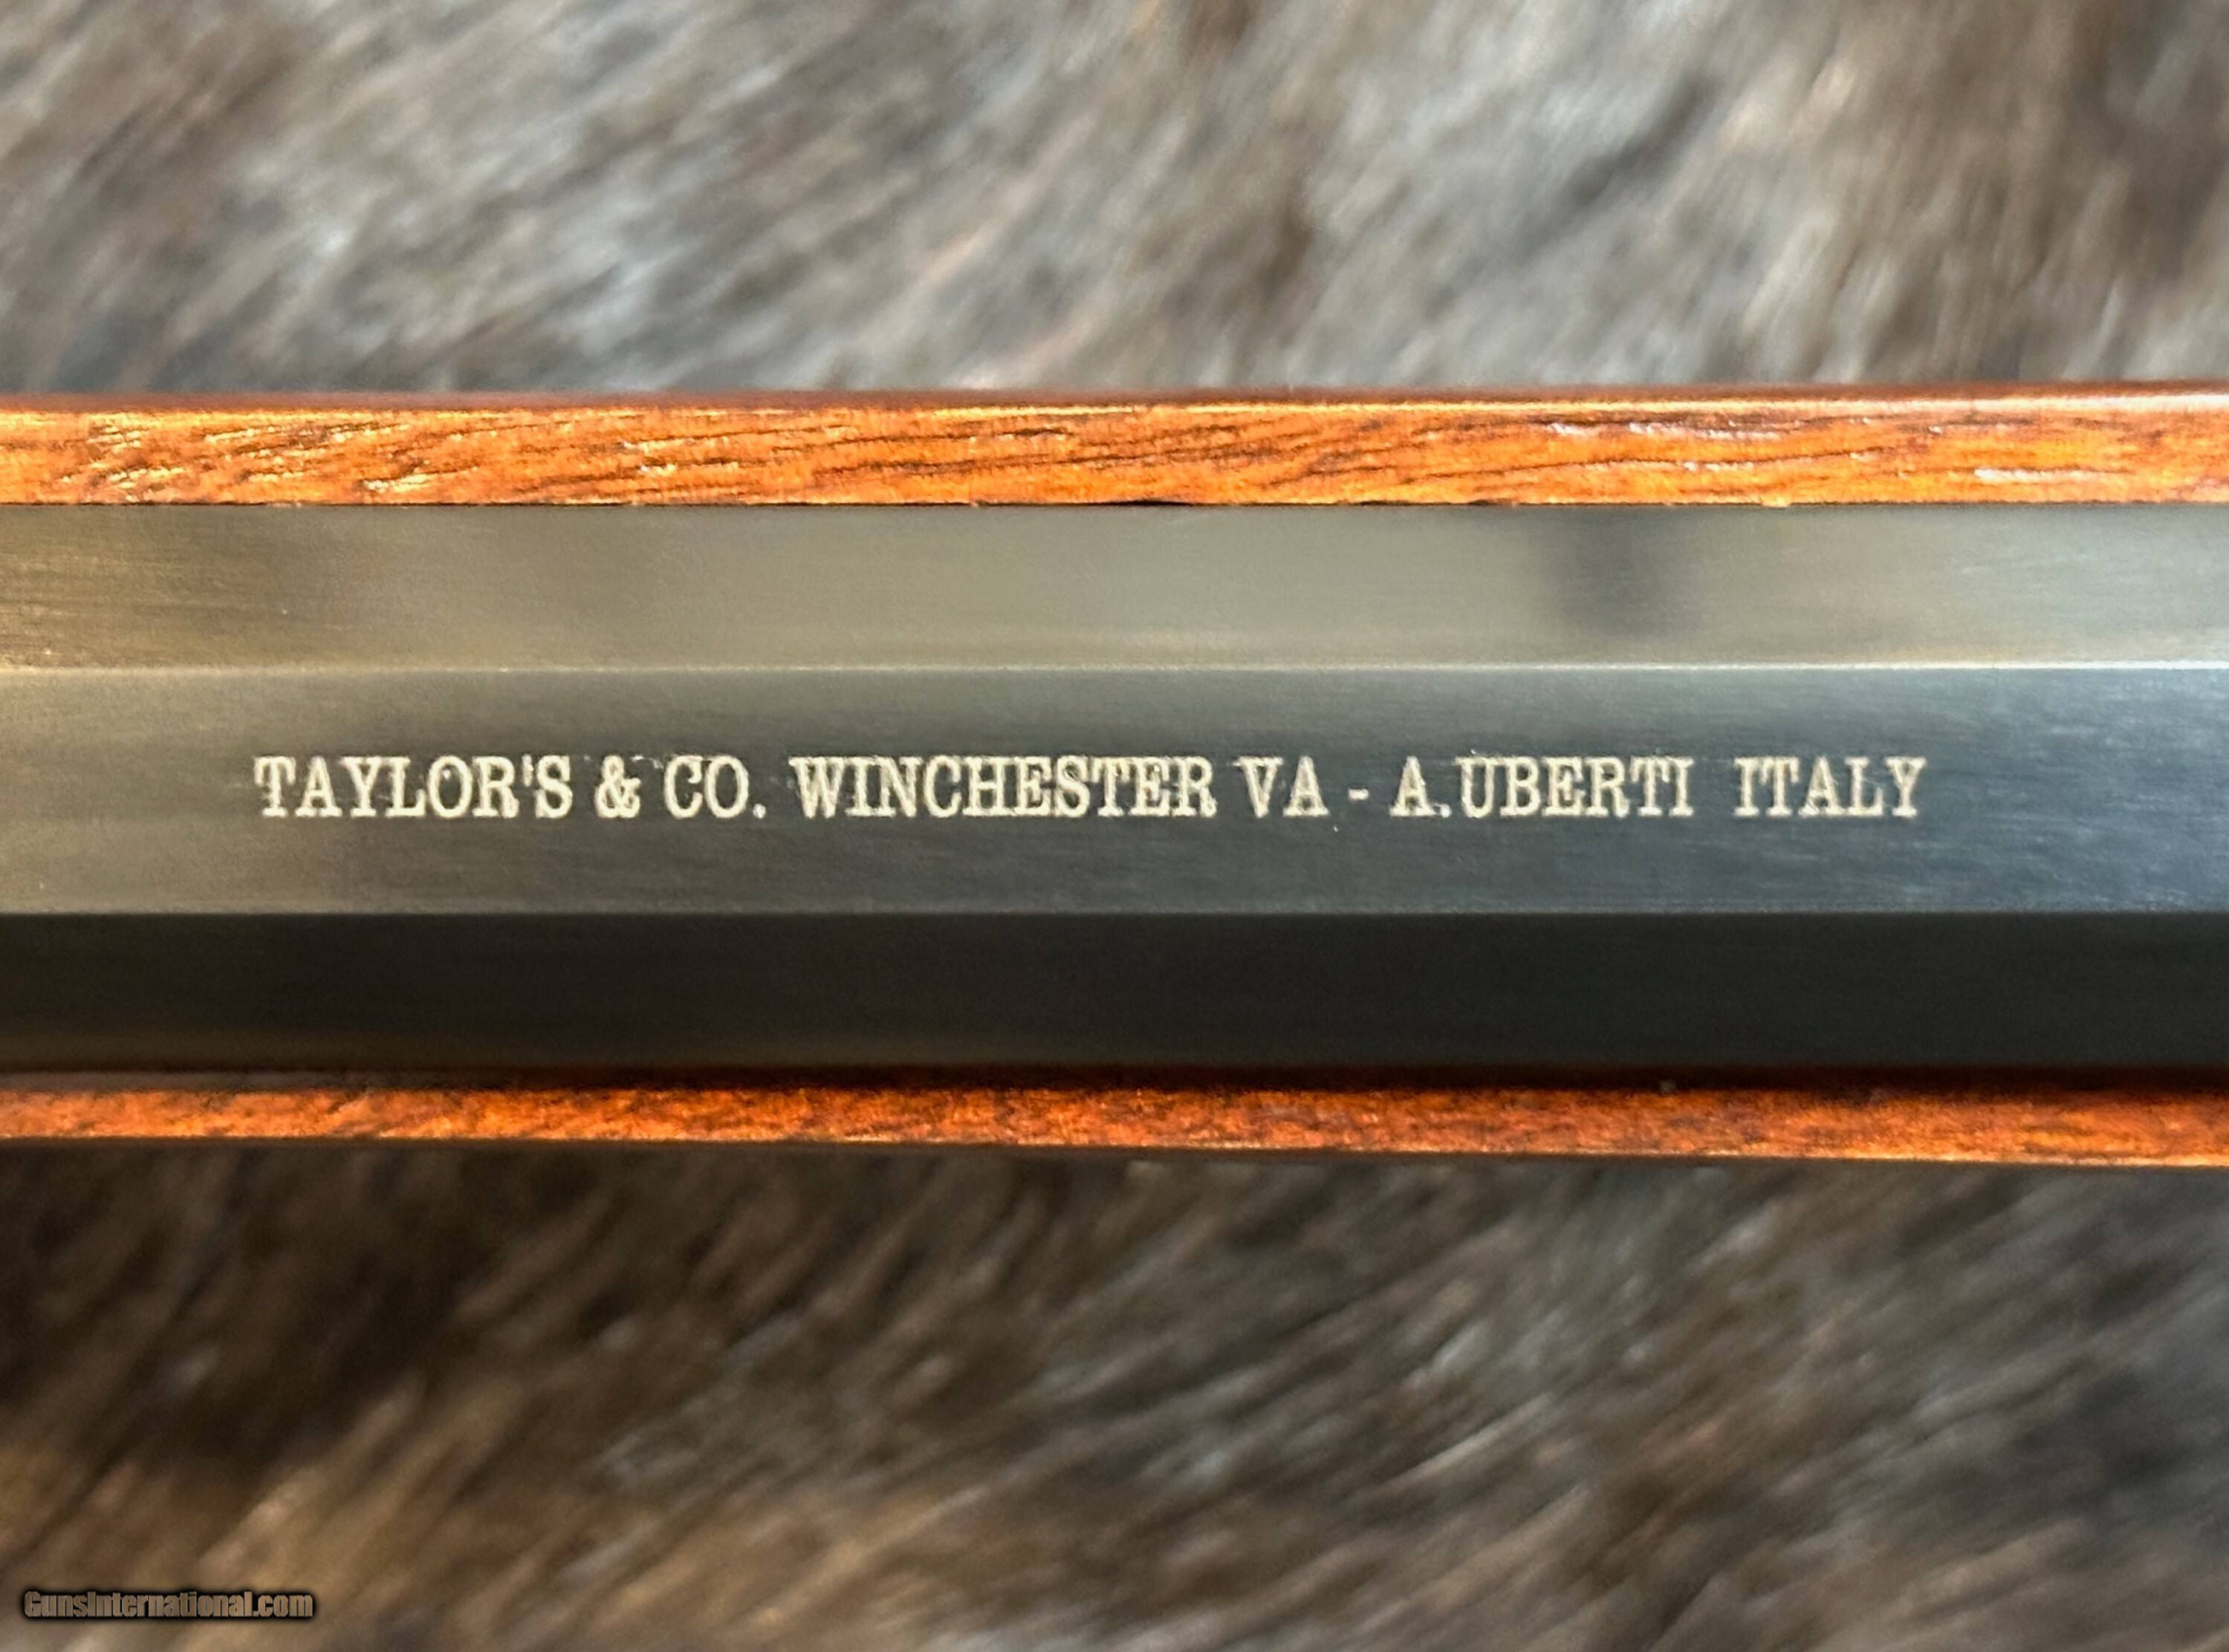 TAYLOR'S & CO. WINCHESTER VA - A.UBERTI ITALY
GunsInternational.com